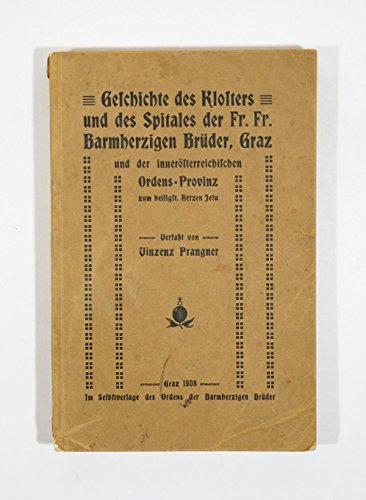 Geschichte des Klosters
und des Spitales der Fr. Fr.
Barmherzigen Brüder, Graz
und der innerösterreichischen
Ordens-Provinz
zum heiligst. Herzen Jesu
Verfaßt von
Vinzenz Prangner
Graz 1908
Im Selbstverlage des Ordens der Barmherzigen Brüder